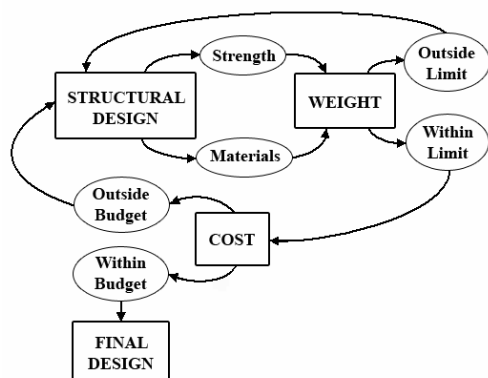 Strength
Outside
Limit
STRUCTURAL
DESIGN
WEIGHT
Within
Limit
Materials
Outside
Budget
COST
Within
Budget
FINAL
DESIGN